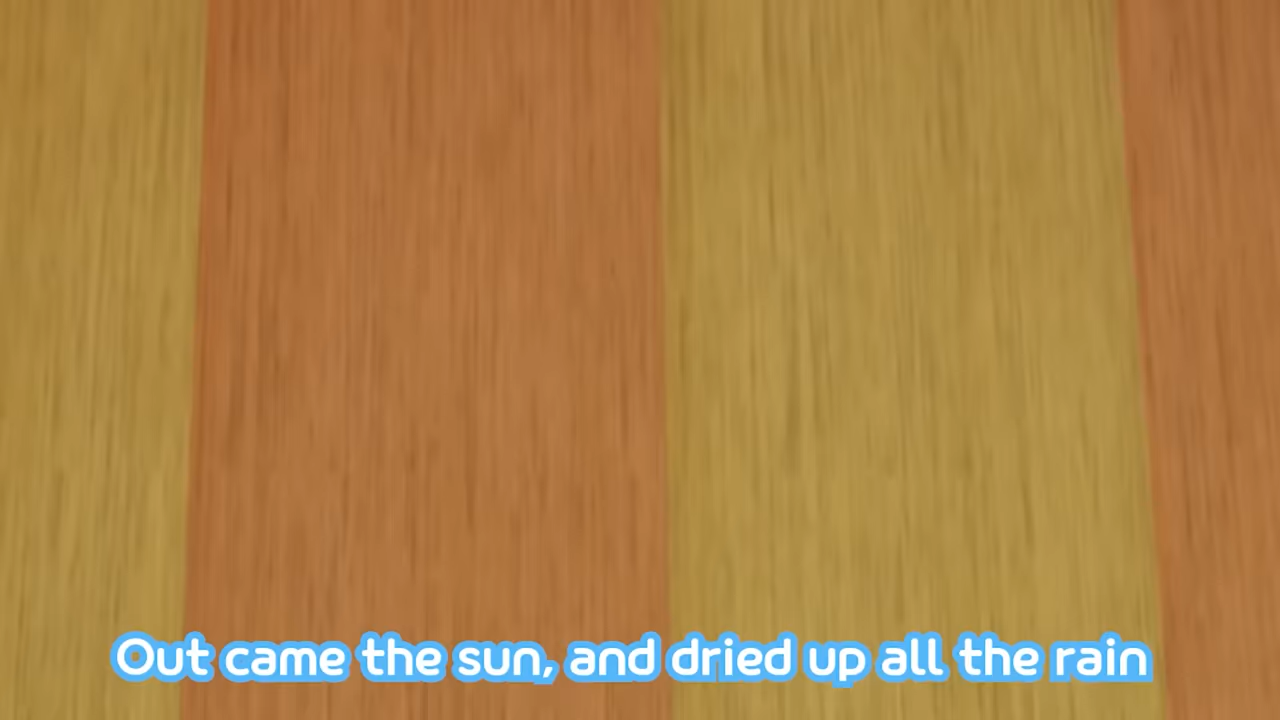 Out came the sun, and dried up all the rain